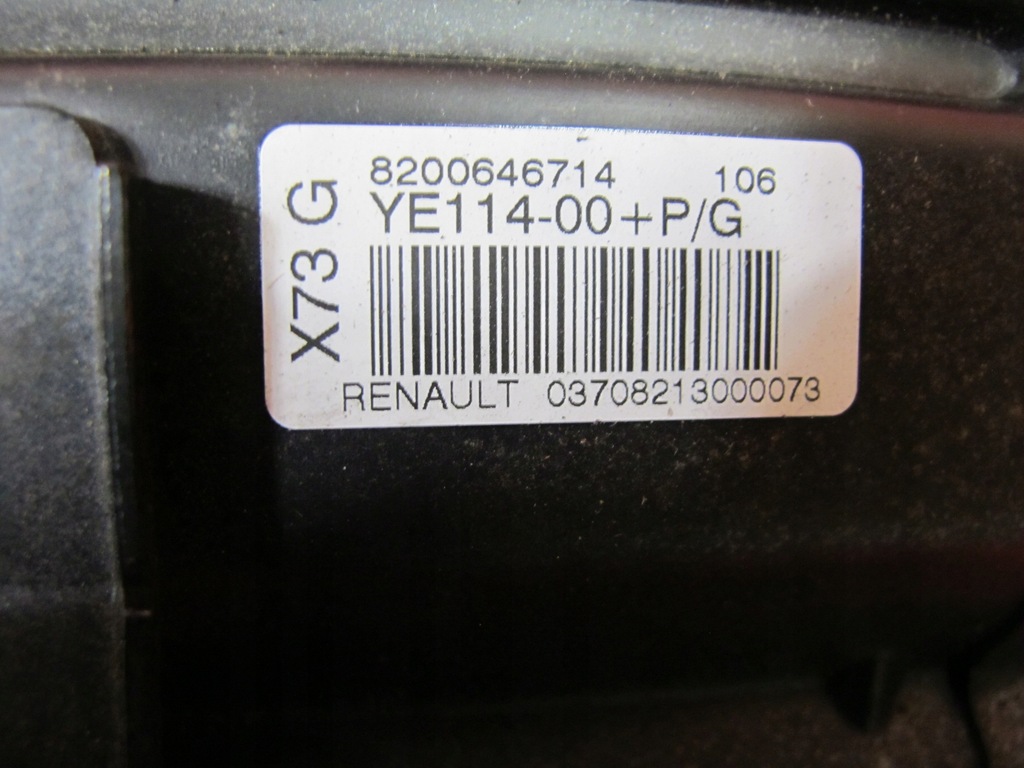 X73 G
8200646714 106
YE114-00+P/G
RENAULT 03708213000073